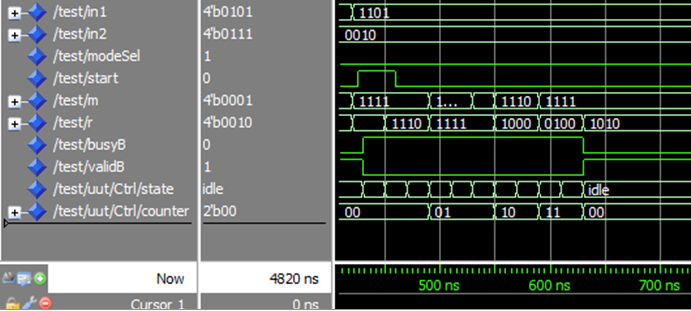 /test/in1 4'b0101 1101
/test/in2 4'b0111 0010
/test/modeSel 1
/test/start 0
/test/m 4'b0001 1111 1... 1110 1111
/test/r 4'b0010 1110 1111 1000 0100 1010
/test/busyB 0
/test/validB 1
/test/uut/Ctrl/state idle idle
/test/uut/Ctrl/counter 2'b00 00 01 10 11 00
Now 4820 ns 500 ns 600 ns 700 ns
Cursor 1 0 ns